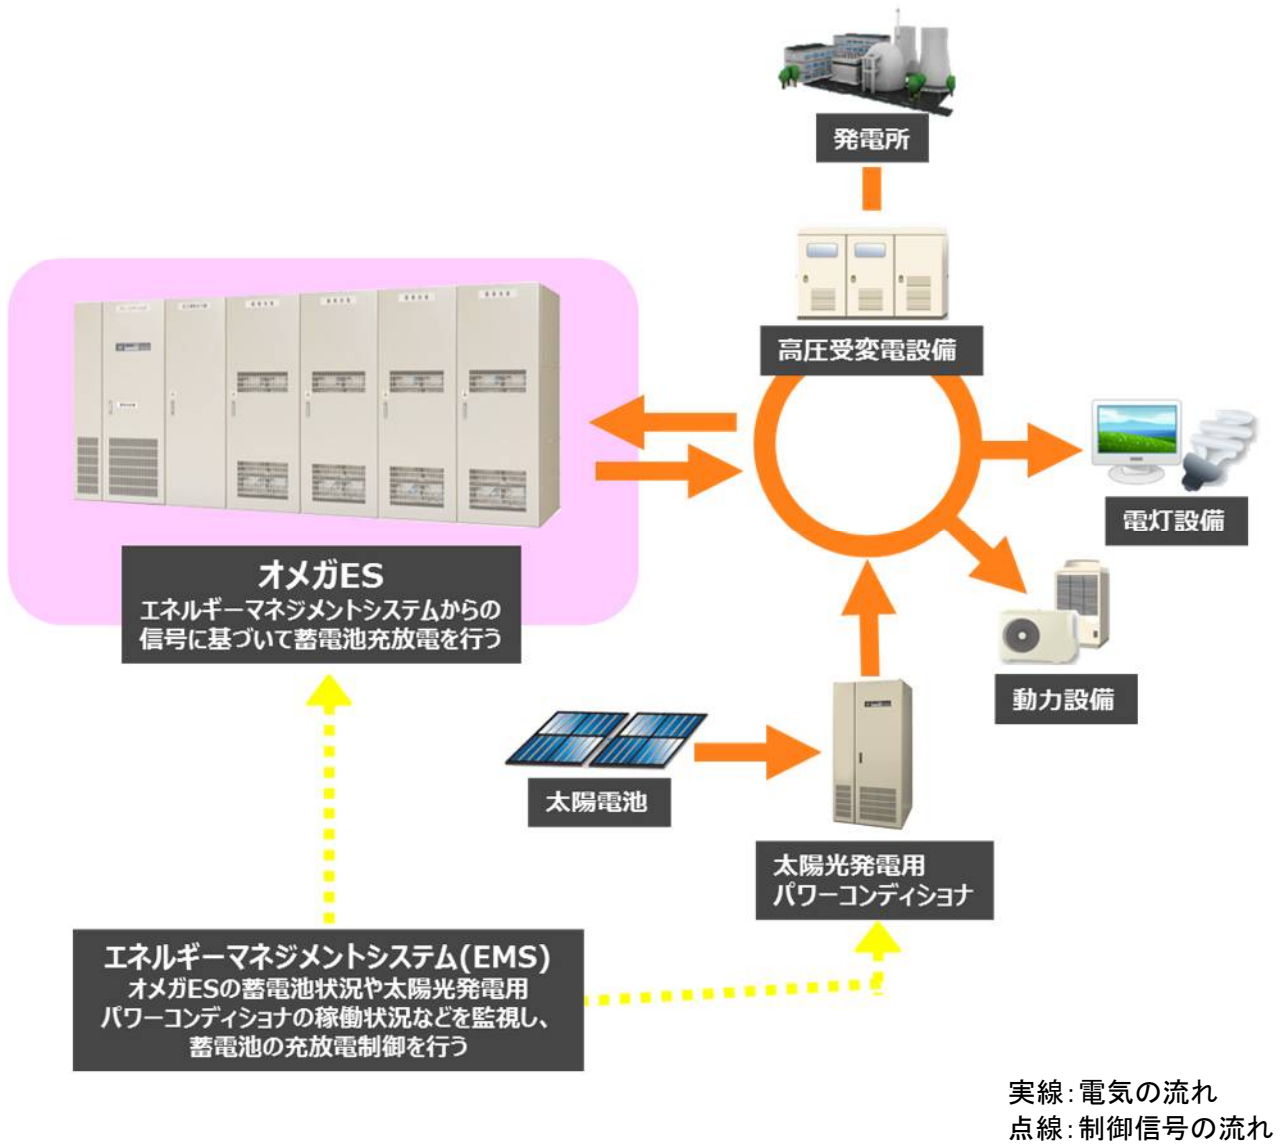 発電所
高圧受変電設備
電灯設備
オメガES
エネルギーマネジメントシステムからの
信号に基づいて蓄電池充放電を行う
動力設備
太陽電池
太陽光発電用
パワーコンディショナ
エネルギーマネジメントシステム(EMS)
オメガESの蓄電池状況や太陽光発電用
パワーコンディショナの稼働状況などを監視し、
蓄電池の充放電制御を行う
実線：電気の流れ
点線：制御信号の流れ